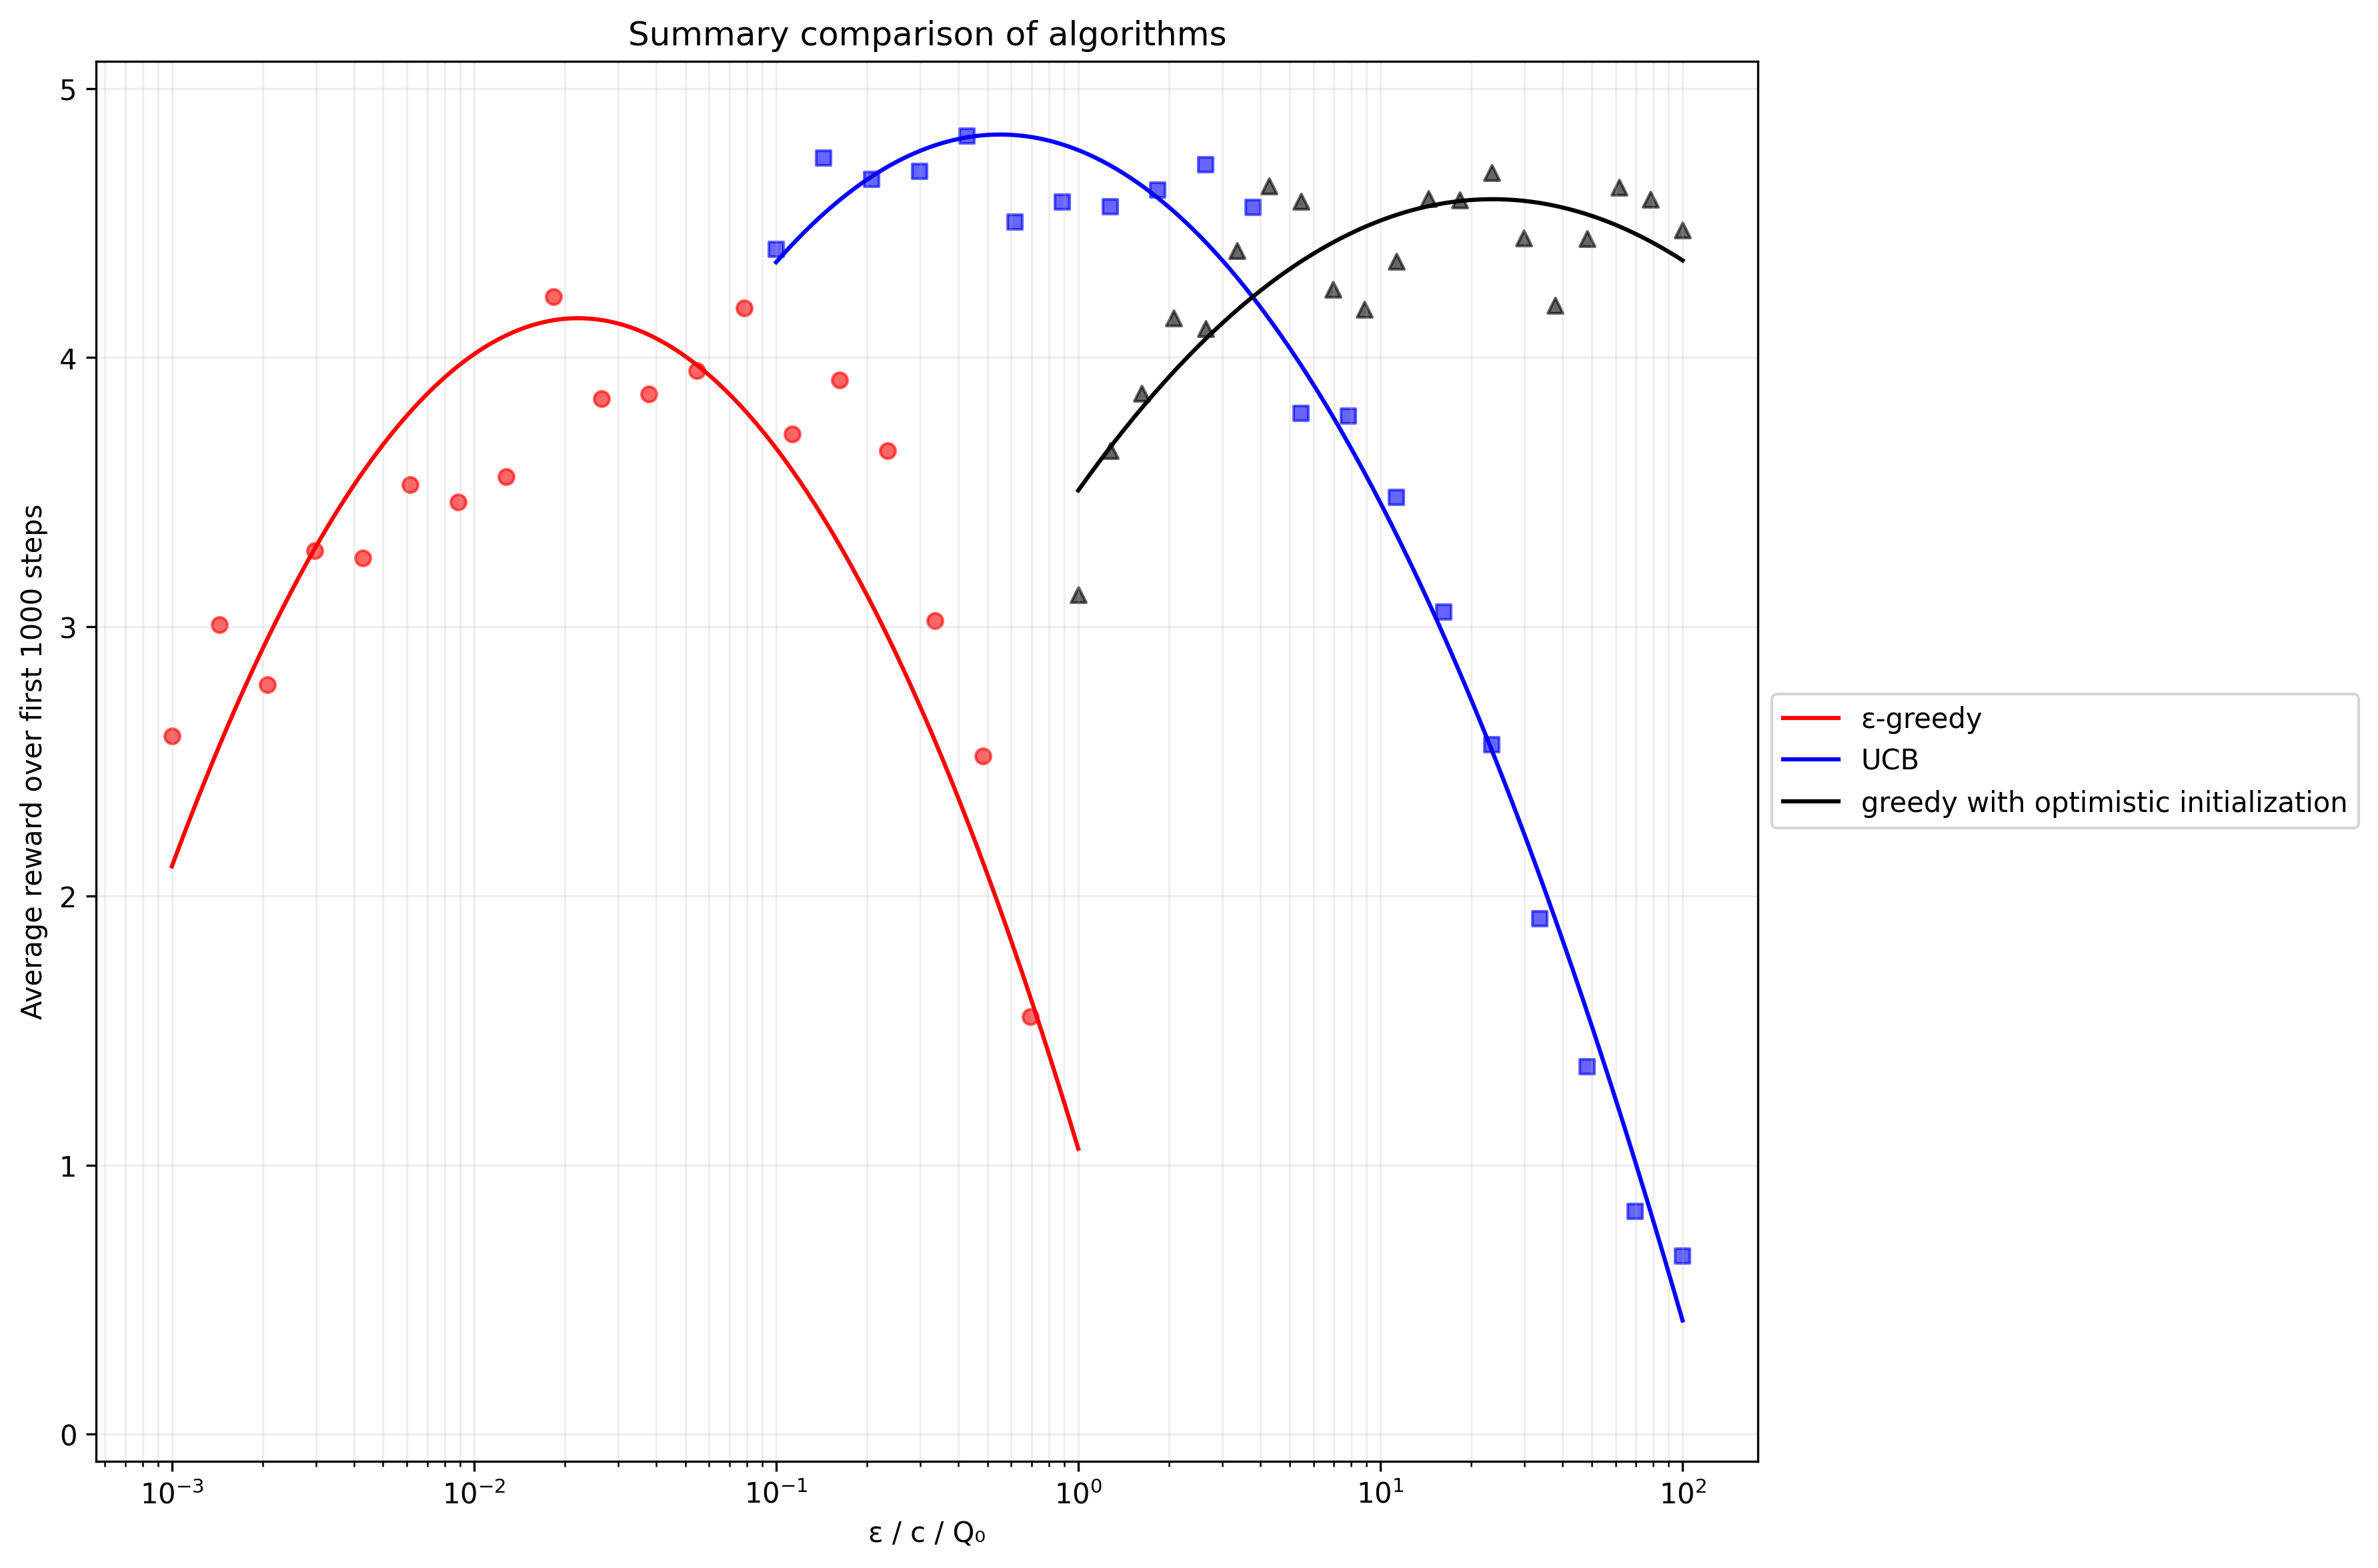 Summary comparison of algorithms
Average reward over first 1000 steps
5
4
3
2
1
0
10⁻³ 10⁻² 10⁻¹ 10⁰ 10¹ 10²
ε / c / Q₀
ε-greedy
UCB
greedy with optimistic initialization